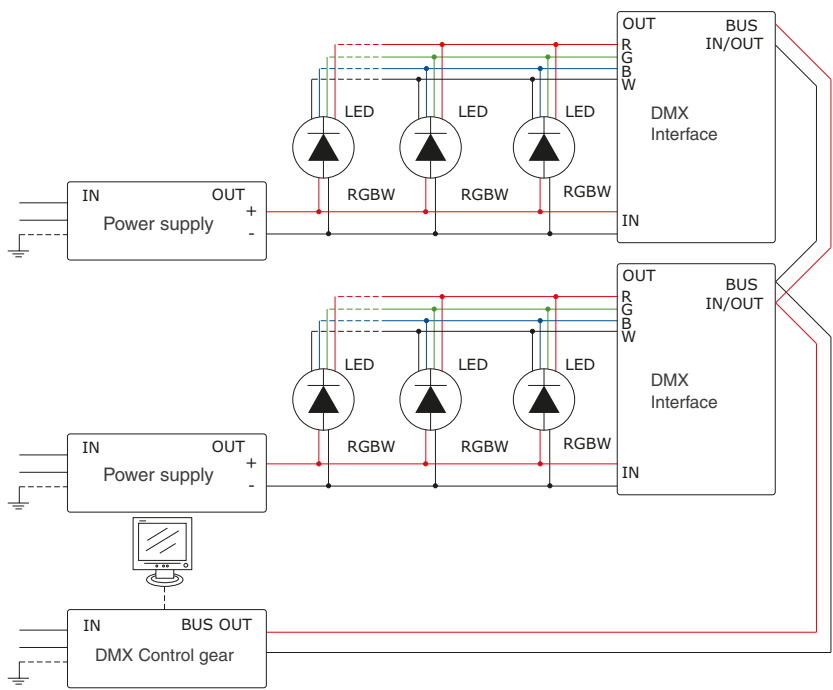 OUT
BUS
IN/OUT
R
G
B
W
DMX
Interface
IN
LED
LED
LED
RGBW
RGBW
RGBW
IN
OUT
Power supply
+
-
OUT
BUS
IN/OUT
R
G
B
W
DMX
Interface
IN
LED
LED
LED
RGBW
RGBW
RGBW
IN
OUT
Power supply
+
-
IN
BUS OUT
DMX Control gear